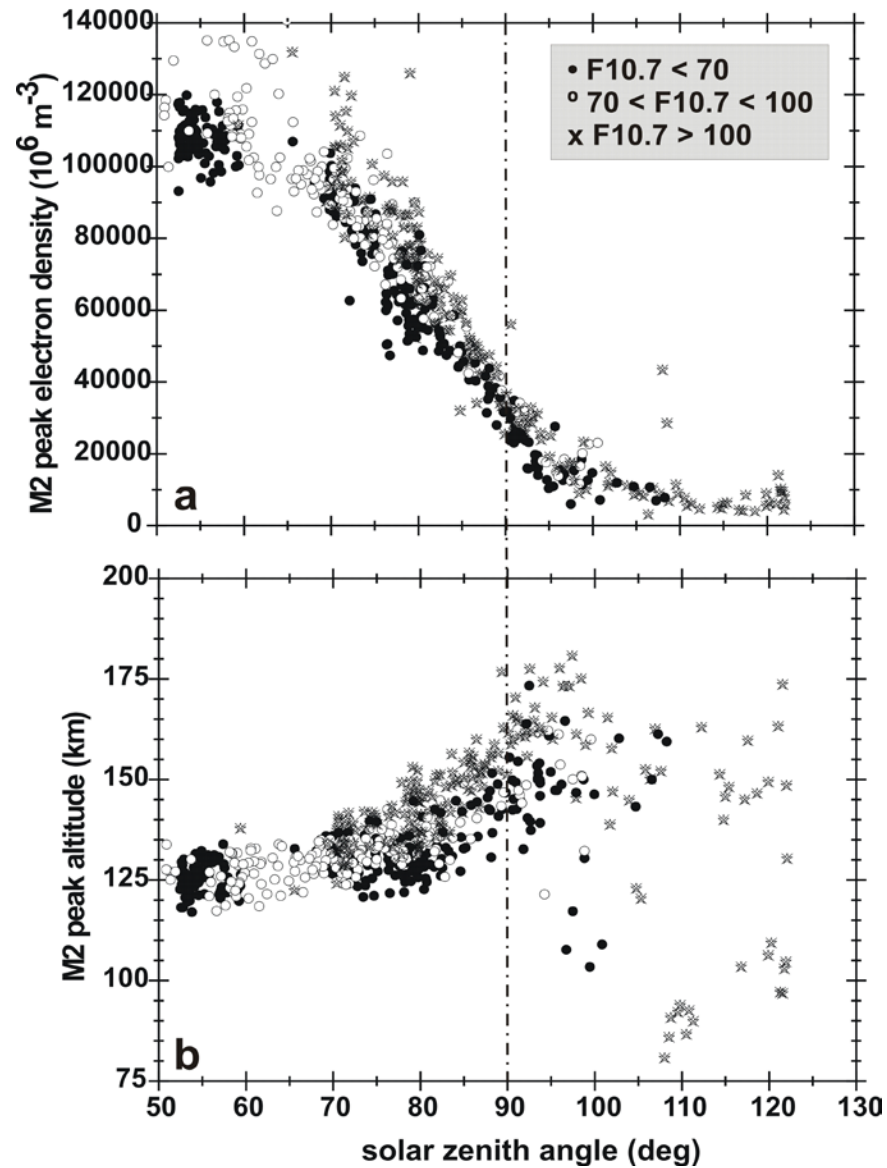 140000
120000
100000
80000
60000
40000
20000
0
M2 peak electron density (10⁶ m⁻³)
• F10.7 < 70
o 70 < F10.7 < 100
x F10.7 > 100
a
200
175
150
125
100
75
M2 peak altitude (km)
b
50 60 70 80 90 100 110 120 130
solar zenith angle (deg)